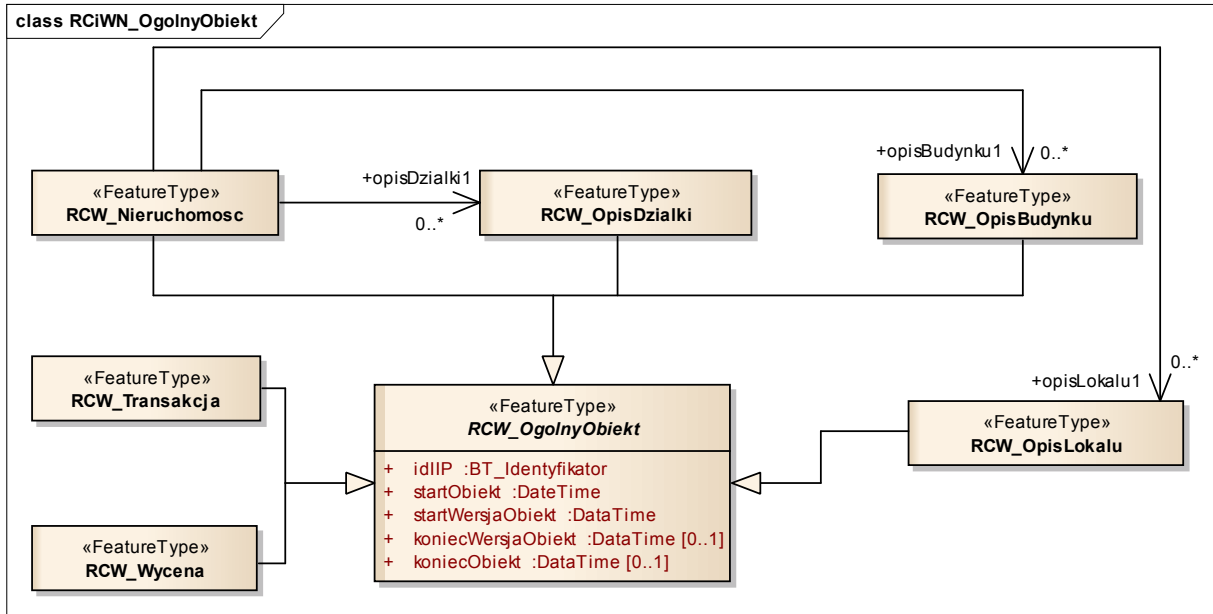 class RCiWN_OgolnyObiekt
«FeatureType»
RCW_Nieruchomosc
+opisDzialki1
0..*
«FeatureType»
RCW_OpisDzialki
+opisBudynku1
0..*
«FeatureType»
RCW_OpisBudynku
«FeatureType»
RCW_Transakcja
«FeatureType»
RCW_Wycena
«FeatureType»
RCW_OgolnyObiekt
+ idIIP :BT_Identyfikator
+ startObiekt :DateTime
+ startWersjaObiekt :DataTime
+ koniecWersjaObiekt :DataTime [0..1]
+ koniecObiekt :DataTime [0..1]
0..*
+opisLokalu1
«FeatureType»
RCW_OpisLokalu